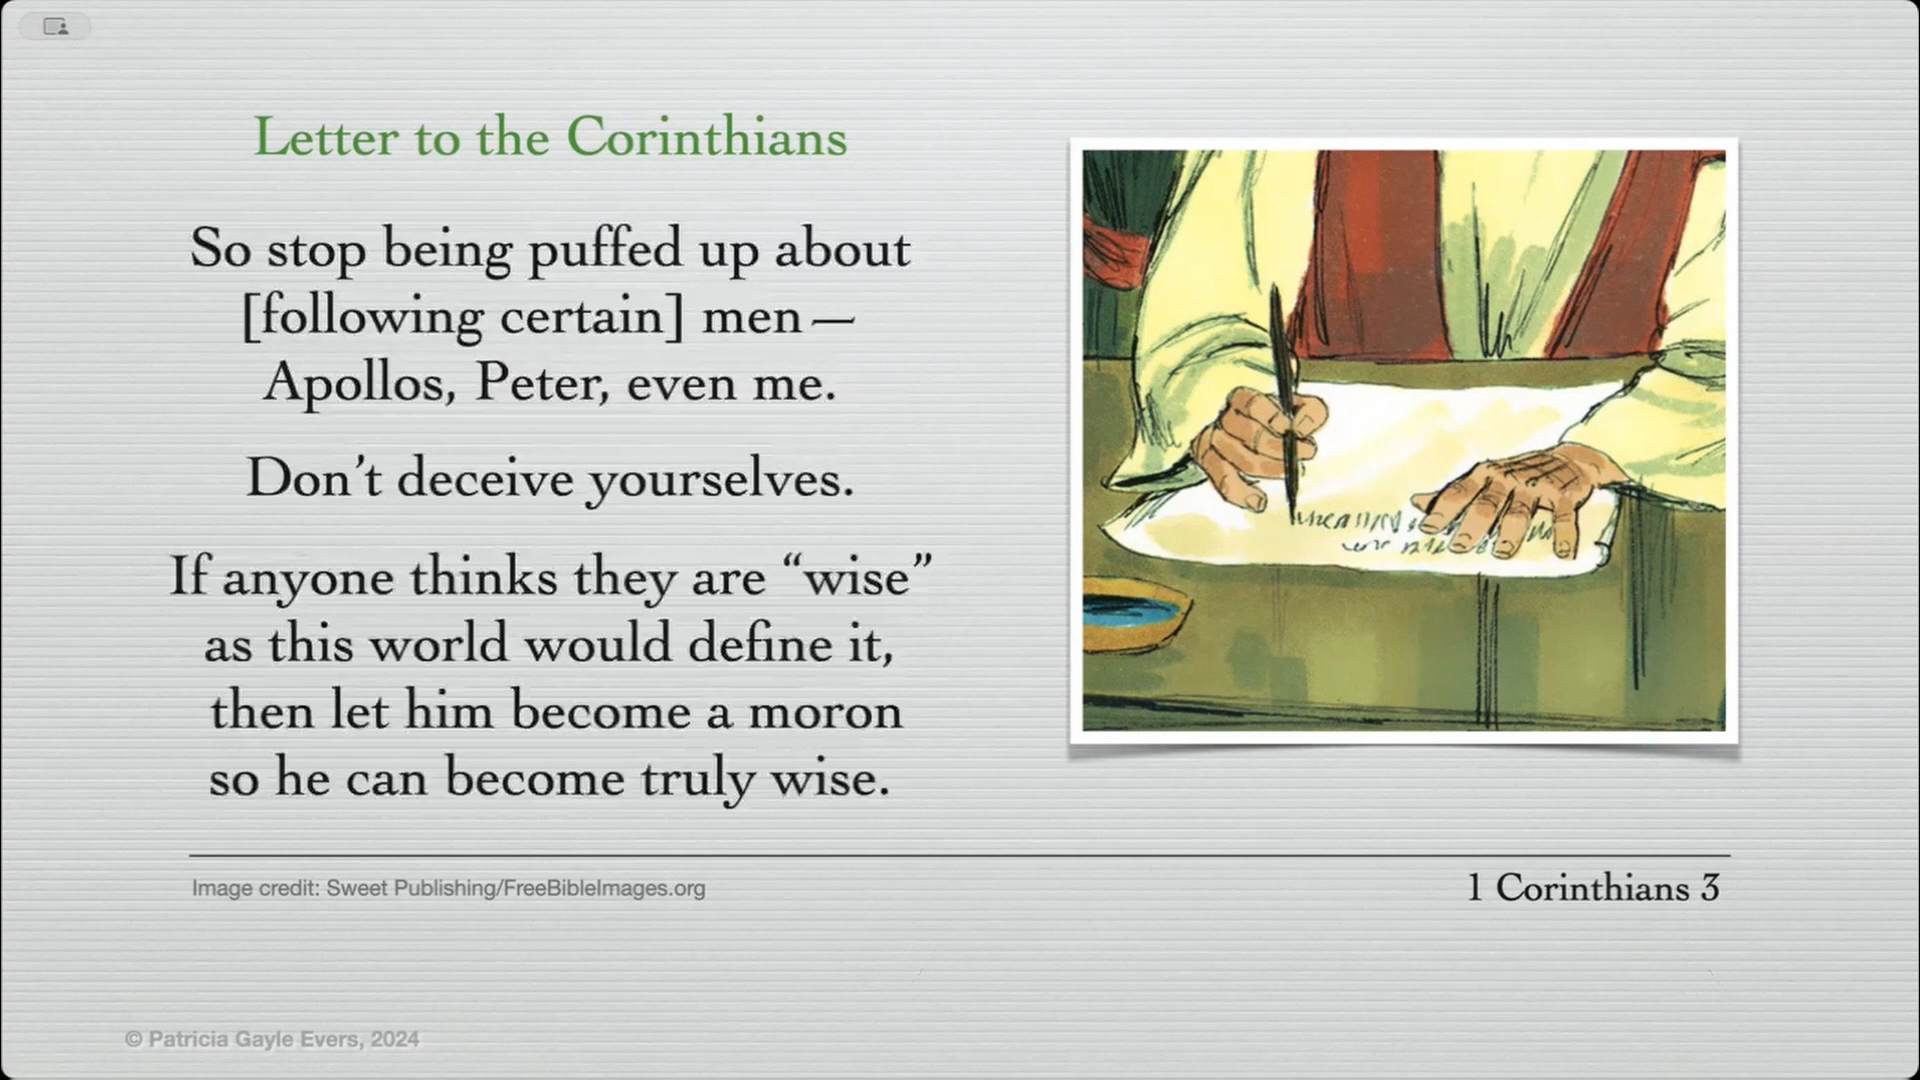 Letter to the Corinthians
So stop being puffed up about
[following certain] men—
Apollos, Peter, even me.
Don’t deceive yourselves.
If anyone thinks they are “wise”
as this world would define it,
then let him become a moron
so he can become truly wise.
Image credit: Sweet Publishing/FreeBibleImages.org
1 Corinthians 3
© Patricia Gayle Evers, 2024